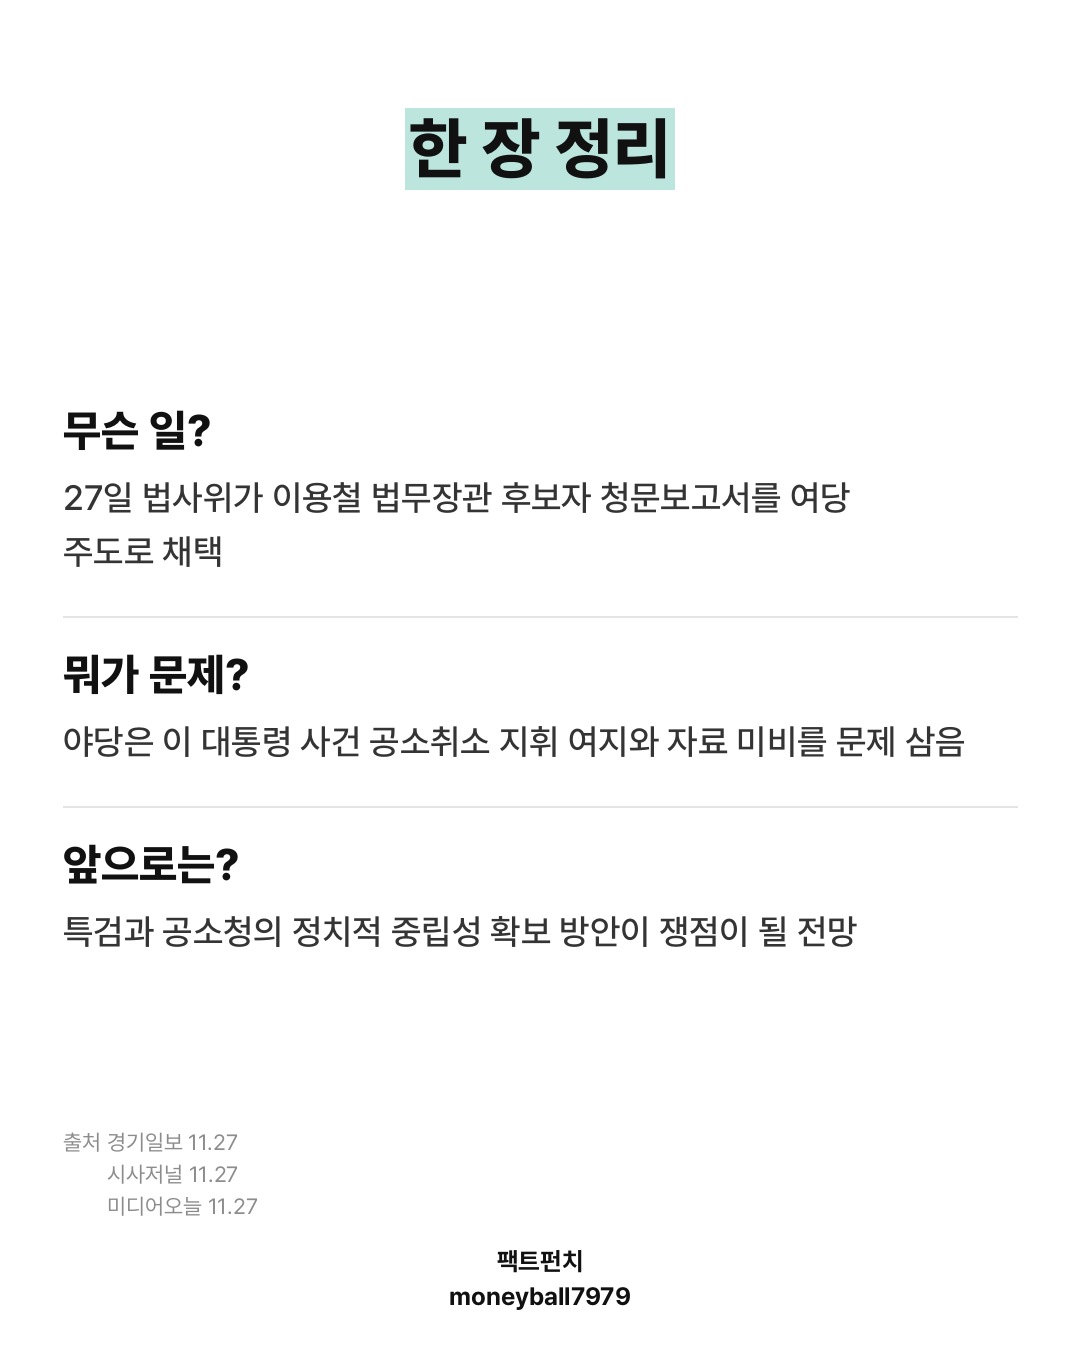 한 장 정리
무슨 일?
27일 법사위가 이용철 법무장관 후보자 청문보고서를 여당
주도로 채택
뭐가 문제?
야당은 이 대통령 사건 공소취소 지휘 여지와 자료 미비를 문제 삼음
앞으로는?
특검과 공소청의 정치적 중립성 확보 방안이 쟁점이 될 전망
출처 경기일보 11.27
시사저널 11.27
미디어오늘 11.27
팩트펀치
moneyball7979